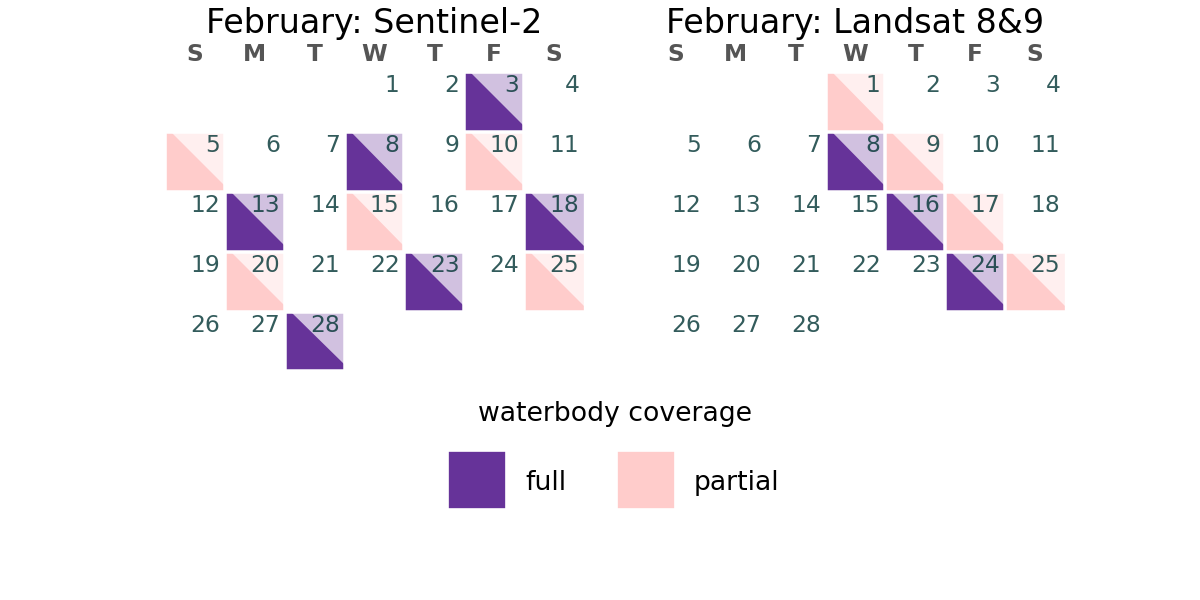 February: Sentinel-2
S M T W T F S
1 2 3 4
5 6 7 8 9 10 11
12 13 14 15 16 17 18
19 20 21 22 23 24 25
26 27 28
February: Landsat 8&9
S M T W T F S
1 2 3 4
5 6 7 8 9 10 11
12 13 14 15 16 17 18
19 20 21 22 23 24 25
26 27 28
waterbody coverage
full partial